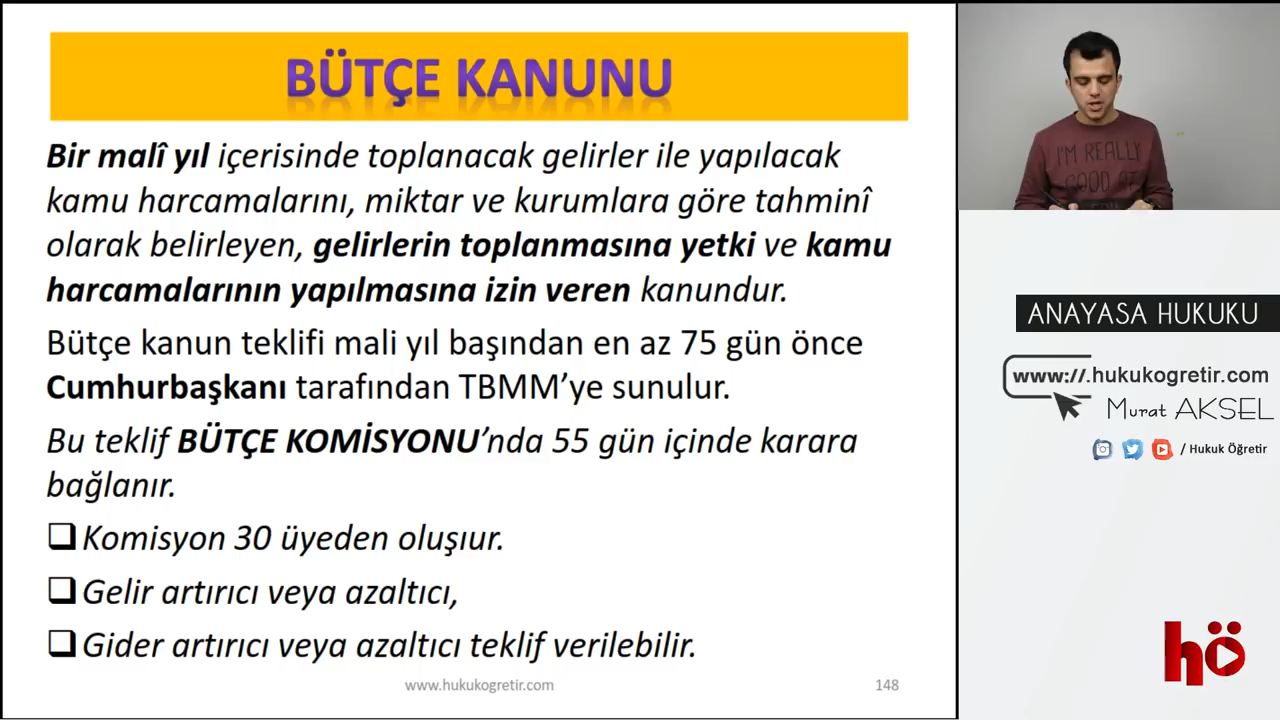 BÜTÇE KANUNU
Bir malî yıl içerisinde toplanacak gelirler ile yapılacak
kamu harcamalarını, miktar ve kurumlara göre tahminî
olarak belirleyen, gelirlerin toplanmasına yetki ve kamu
harcamalarının yapılmasına izin veren kanundur.
Bütçe kanun teklifi mali yıl başından en az 75 gün önce
Cumhurbaşkanı tarafından TBMM’ye sunulur.
Bu teklif BÜTÇE KOMİSYONU’nda 55 gün içinde karara
bağlanır.
Komisyon 30 üyeden oluşıur.
Gelir artırıcı veya azaltıcı,
Gider artırıcı veya azaltıcı teklif verilebilir.
www.hukukogretir.com
148
I'M REALLY
GOOD AT
ANAYASA HUKUKU
www://.hukukogretir.com
Murat AKSEL
/ Hukuk Öğretir
hö